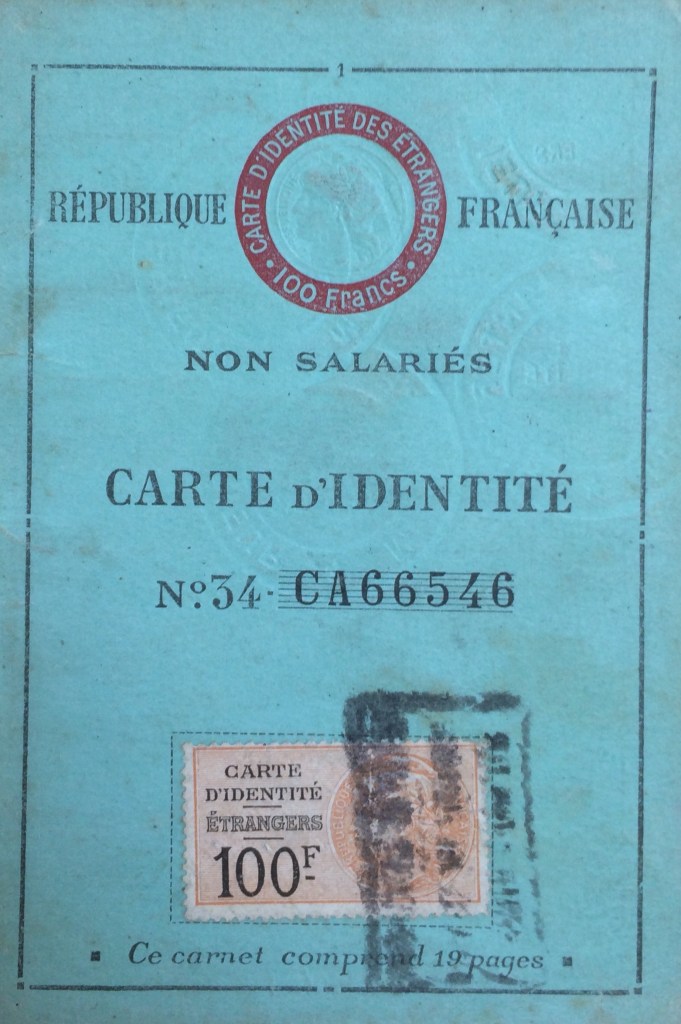 1
CARTE D'IDENTITÉ DES ÉTRANGERS
• 100 Francs •
RÉPUBLIQUE FRANÇAISE
NON SALARIÉS
CARTE D'IDENTITÉ
Nº 34 - CA66546
CARTE
D'IDENTITÉ
ÉTRANGERS
100F
Ce carnet comprend 19 pages